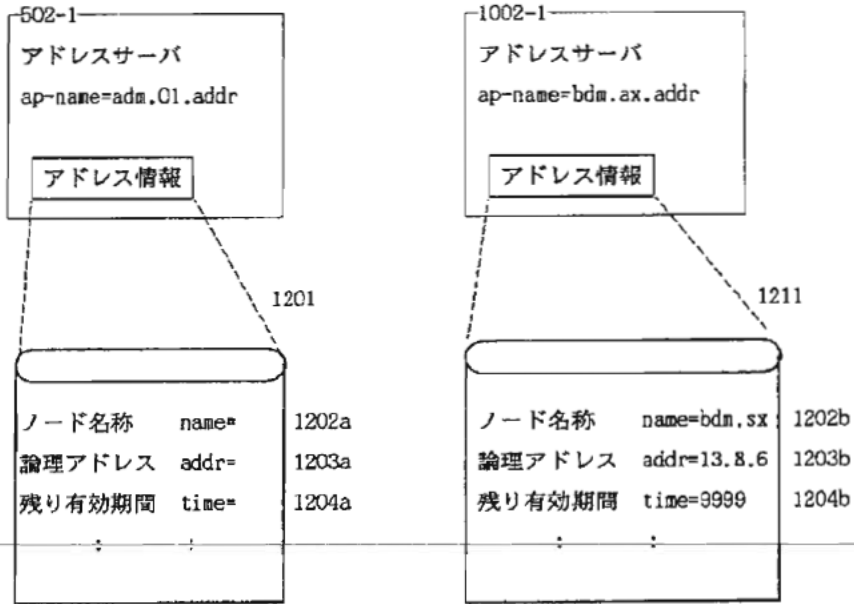 502-1
アドレスサーバ
ap-name=adm.01.addr
アドレス情報
1201
ノード名称 name= 1202a
論理アドレス addr= 1203a
残り有効期間 time= 1204a
: :
1002-1
アドレスサーバ
ap-name=bdm.ax.addr
アドレス情報
1211
ノード名称 name=bdm.sx 1202b
論理アドレス addr=13.8.6 1203b
残り有効期間 time=9999 1204b
: :